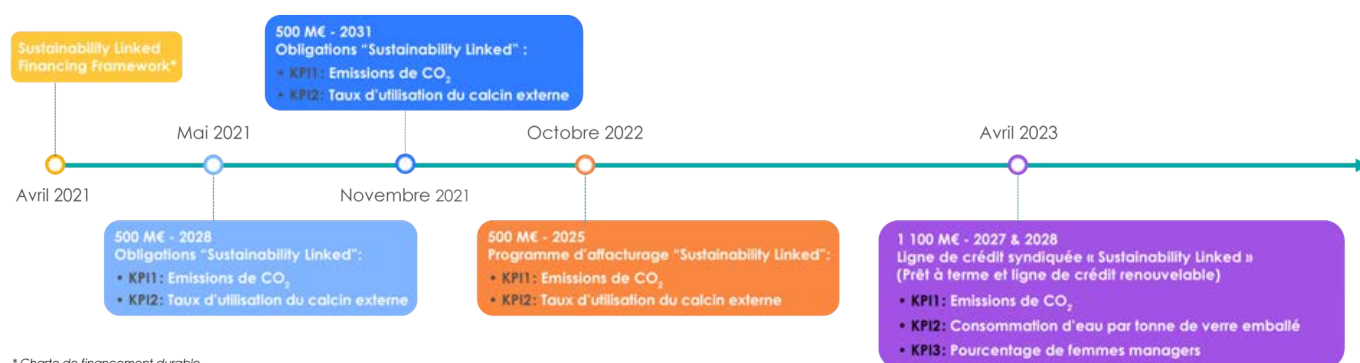 Sustainability Linked
Financing Framework*
500 M€ - 2031
Obligations “Sustainability Linked” :
• KPI1: Emissions de CO₂
• KPI2: Taux d’utilisation du calcin externe
Mai 2021
Octobre 2022
Avril 2023
Avril 2021
Novembre 2021
500 M€ - 2028
Obligations “Sustainability Linked”:
• KPI1: Emissions de CO₂
• KPI2: Taux d’utilisation du calcin externe
500 M€ - 2025
Programme d’affacturage “Sustainability Linked”:
• KPI1: Emissions de CO₂
• KPI2: Taux d’utilisation du calcin externe
1 100 M€ - 2027 & 2028
Ligne de crédit syndiquée « Sustainability Linked »
(Prêt à terme et ligne de crédit renouvelable)
• KPI1: Emissions de CO₂
• KPI2: Consommation d’eau par tonne de verre emballé
• KPI3: Pourcentage de femmes managers
* Charte de financement durable